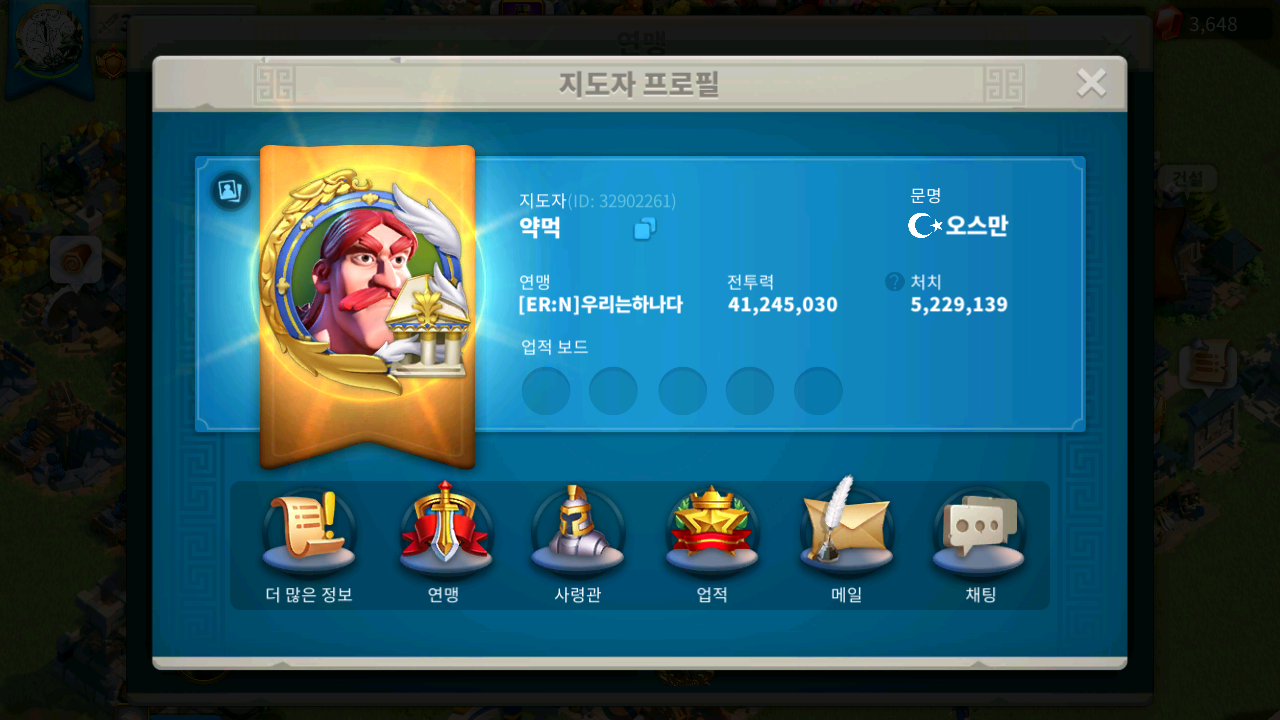 연맹
3,648
지도자 프로필
건설
지도자(ID: 32902261)
약먹
문명
오스만
연맹
[ER:N]우리는하나다
전투력
41,245,030
? 처치
5,229,139
업적 보드
더 많은 정보
연맹
사령관
업적
메일
채팅